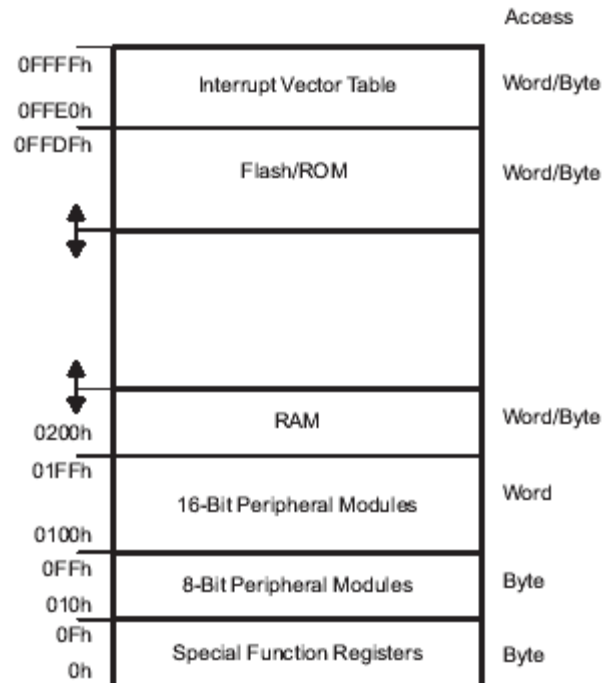 Access
0FFFFh
Interrupt Vector Table
Word/Byte
0FFE0h
0FFDFh
Flash/ROM
Word/Byte
RAM
Word/Byte
0200h
01FFh
16-Bit Peripheral Modules
Word
0100h
0FFh
8-Bit Peripheral Modules
Byte
010h
0Fh
Special Function Registers
Byte
0h